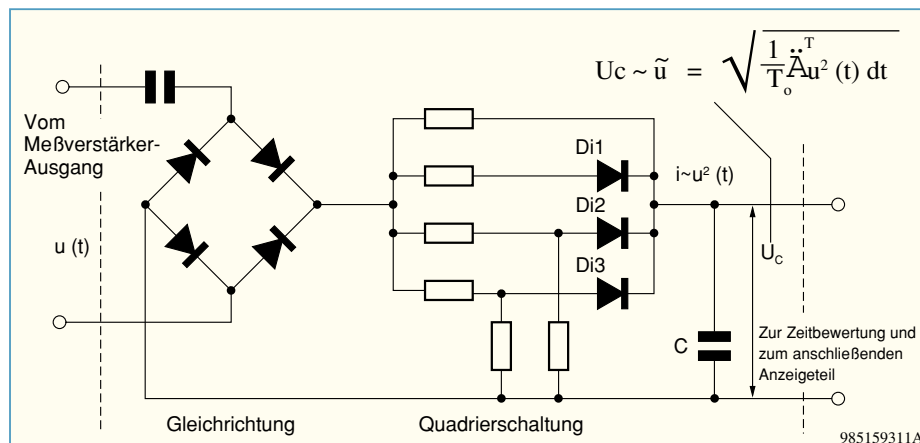 Uc ~ ũ = √ 1/T₀ Ä̈ᵀ u² (t) dt
Vom
Meßverstärker-
Ausgang
u (t)
Di1
i~u² (t)
Di2
Di3
U_C
C
Zur Zeitbewertung und
zum anschließenden
Anzeigeteil
Gleichrichtung
Quadrierschaltung
985159311A